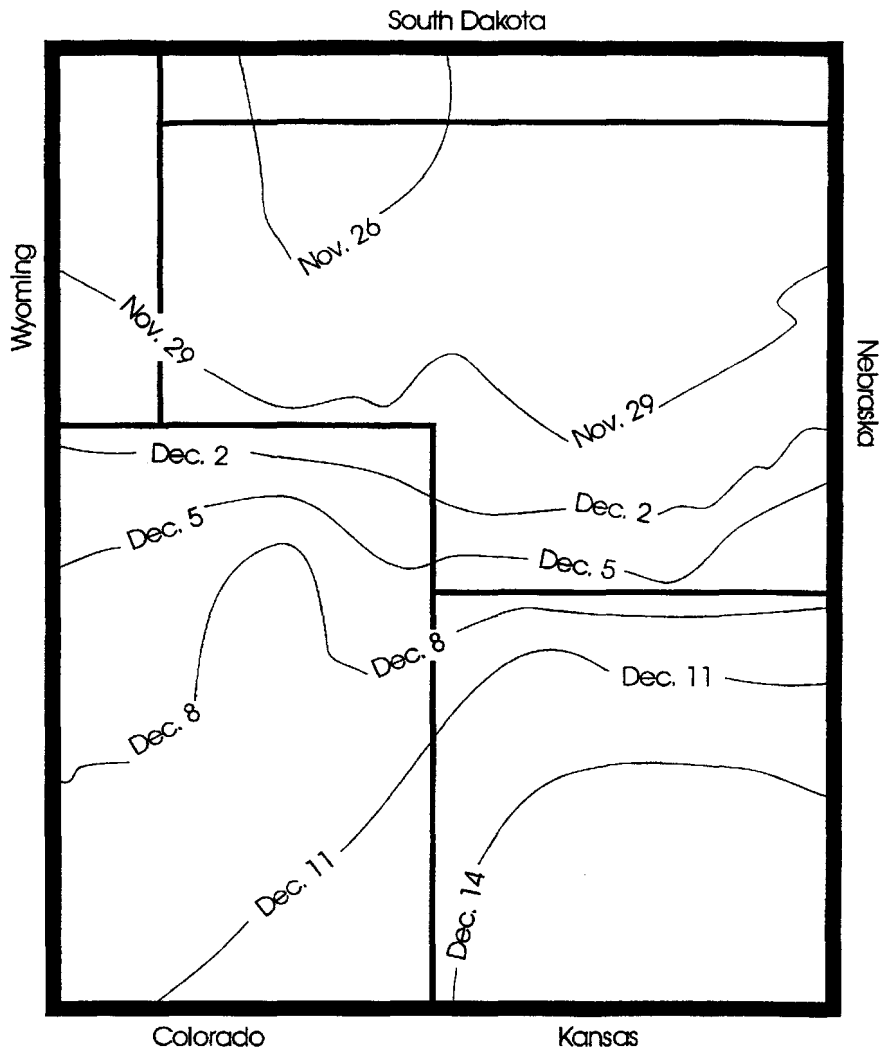 South Dakota
Nov. 26
Wyoming
Nov. 29
Nebraska
Nov. 29
Dec. 2
Dec. 2
Dec. 5
Dec. 5
Dec. 8
Dec. 11
Dec. 8
Dec. 11
Dec. 14
Colorado
Kansas